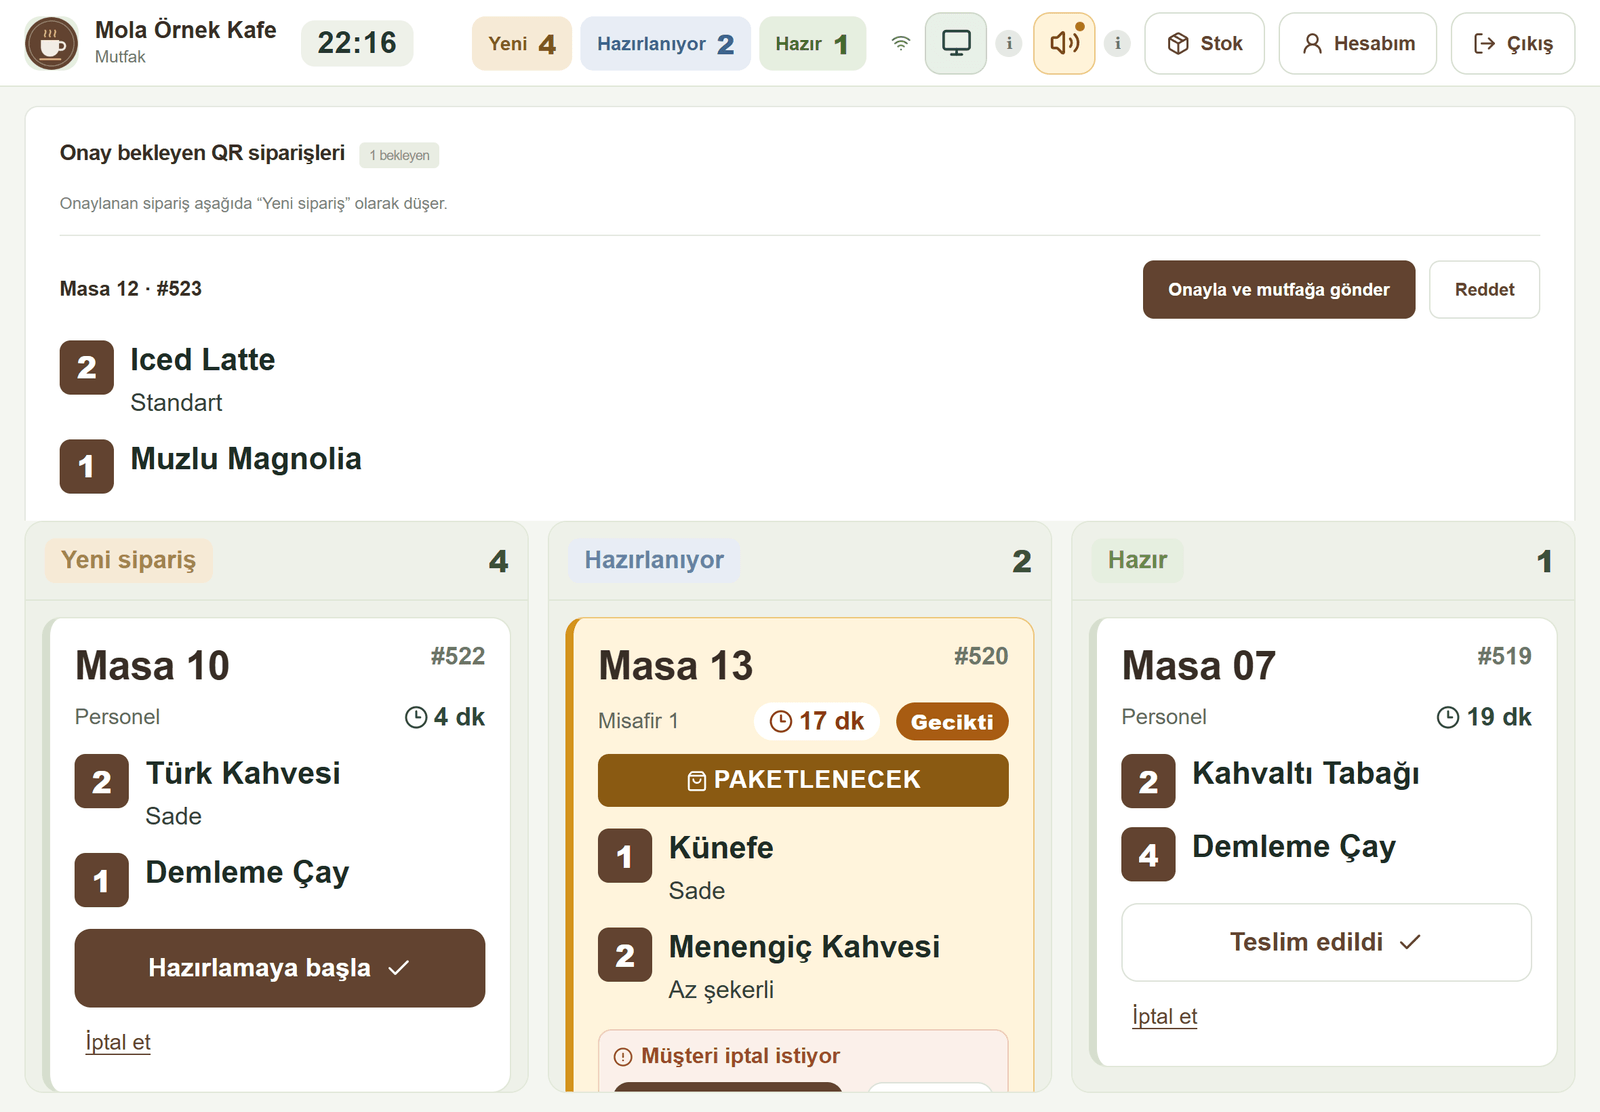 Mola Örnek Kafe
Mutfak
22:16
Yeni 4
Hazırlanıyor 2
Hazır 1
i
i
Stok
Hesabım
Çıkış
Onay bekleyen QR siparişleri
1 bekleyen
Onaylanan sipariş aşağıda “Yeni sipariş” olarak düşer.
Masa 12 · #523
Onayla ve mutfağa gönder
Reddet
2 Iced Latte
Standart
1 Muzlu Magnolia
Yeni sipariş 4
Masa 10 #522
Personel 4 dk
2 Türk Kahvesi
Sade
1 Demleme Çay
Hazırlamaya başla
İptal et
Hazırlanıyor 2
Masa 13 #520
Misafir 1 17 dk Gecikti
PAKETLENECEK
1 Künefe
Sade
2 Menengiç Kahvesi
Az şekerli
Müşteri iptal istiyor
Hazır 1
Masa 07 #519
Personel 19 dk
2 Kahvaltı Tabağı
4 Demleme Çay
Teslim edildi
İptal et